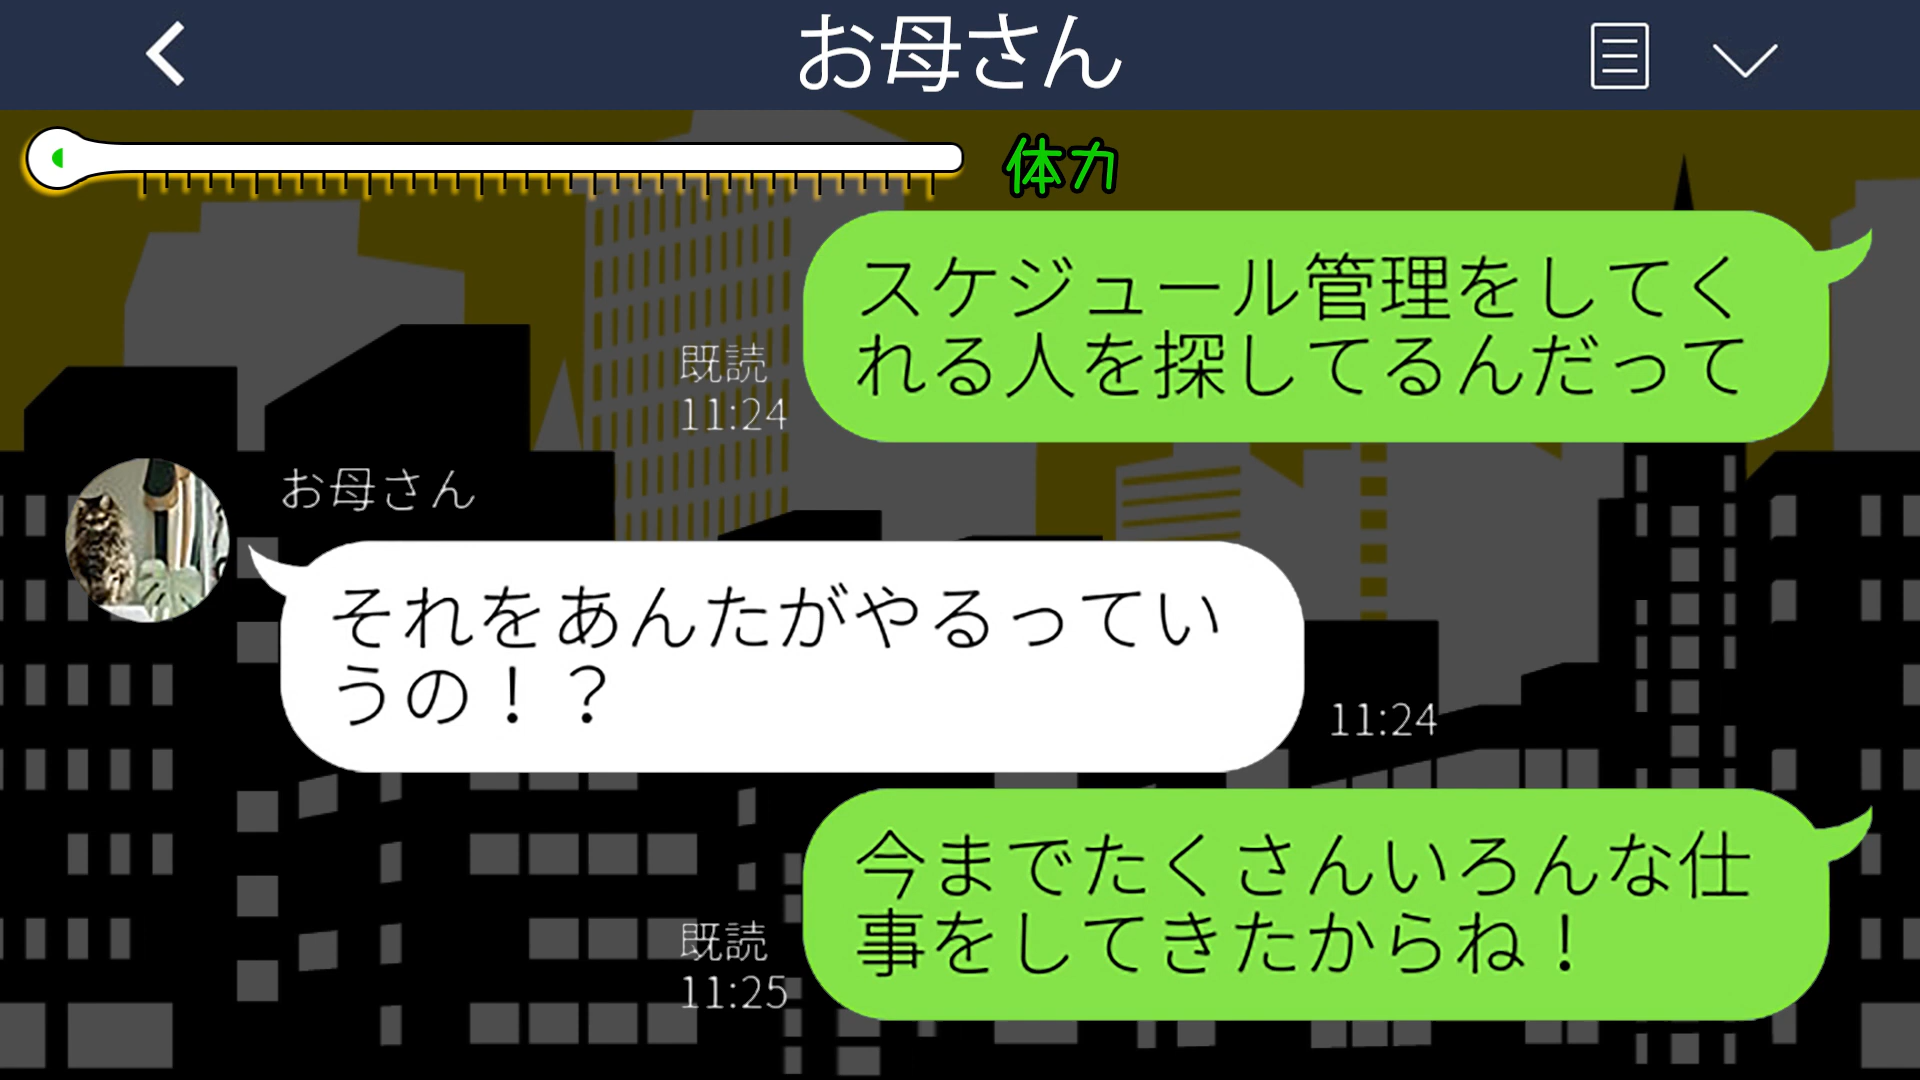 お母さん
体力
スケジュール管理をしてく
れる人を探してるんだって
既読
11:24
お母さん
それをあんたがやるってい
うの！？
11:24
今までたくさんいろんな仕
事をしてきたからね！
既読
11:25